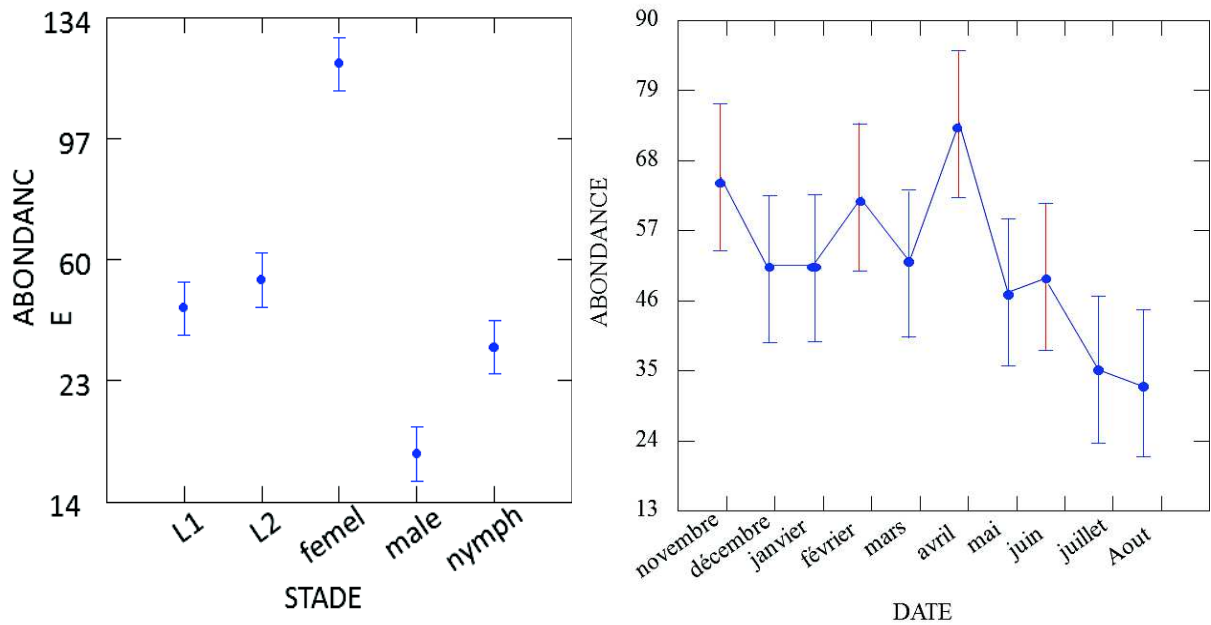 134
97
60
23
14
ABONDANC
E
L1
L2
femel
male
nymph
STADE
90
79
68
57
46
35
24
13
ABONDANCE
novembre
décembre
janvier
février
mars
avril
mai
juin
juillet
Aout
DATE